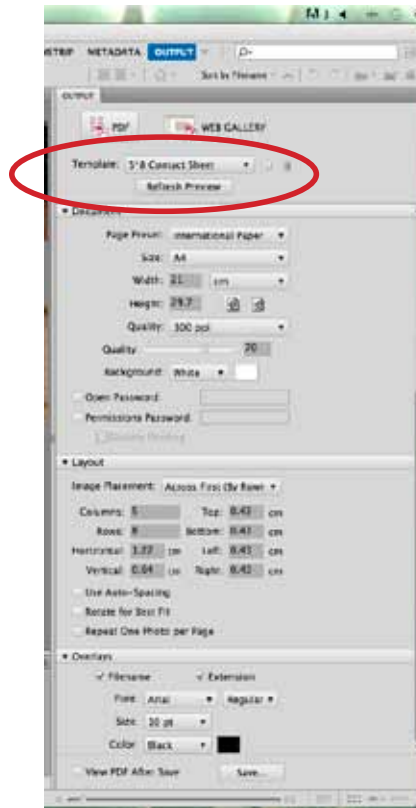 METADATA OUTPUT
Sort by Filename
OUTPUT
PDF WEB GALLERY
Template: 5*8 Contact Sheet
Refresh Preview
Document
Page Preset: International Paper
Size: A4
Width: 21 cm
Height: 29.7
Quality: 300 ppi
Quality 70
Background: White
Open Password
Permissions Password
Disable Printing
Layout
Image Placement: Across First (By Row)
Columns: 5 Top: 0.43 cm
Rows: 8 Bottom: 0.43 cm
Horizontal: 1.27 cm Left: 0.43 cm
Vertical: 0.64 cm Right: 0.43 cm
Use Auto-Spacing
Rotate for Best Fit
Repeat One Photo per Page
Overlays
Filename Extension
Font: Arial Regular
Size: 10 pt
Color: Black
View PDF After Save Save...